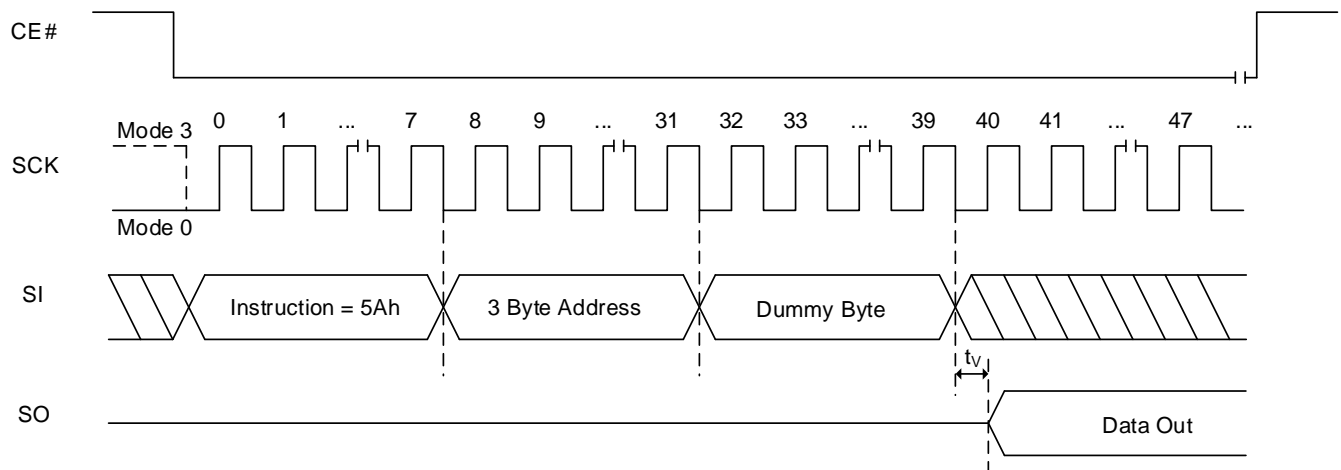 CE#
Mode 3
0 1 ... 7 8 9 ... 31 32 33 ... 39 40 41 ... 47 ...
SCK
Mode 0
SI
Instruction = 5Ah
3 Byte Address
Dummy Byte
tV
SO
Data Out